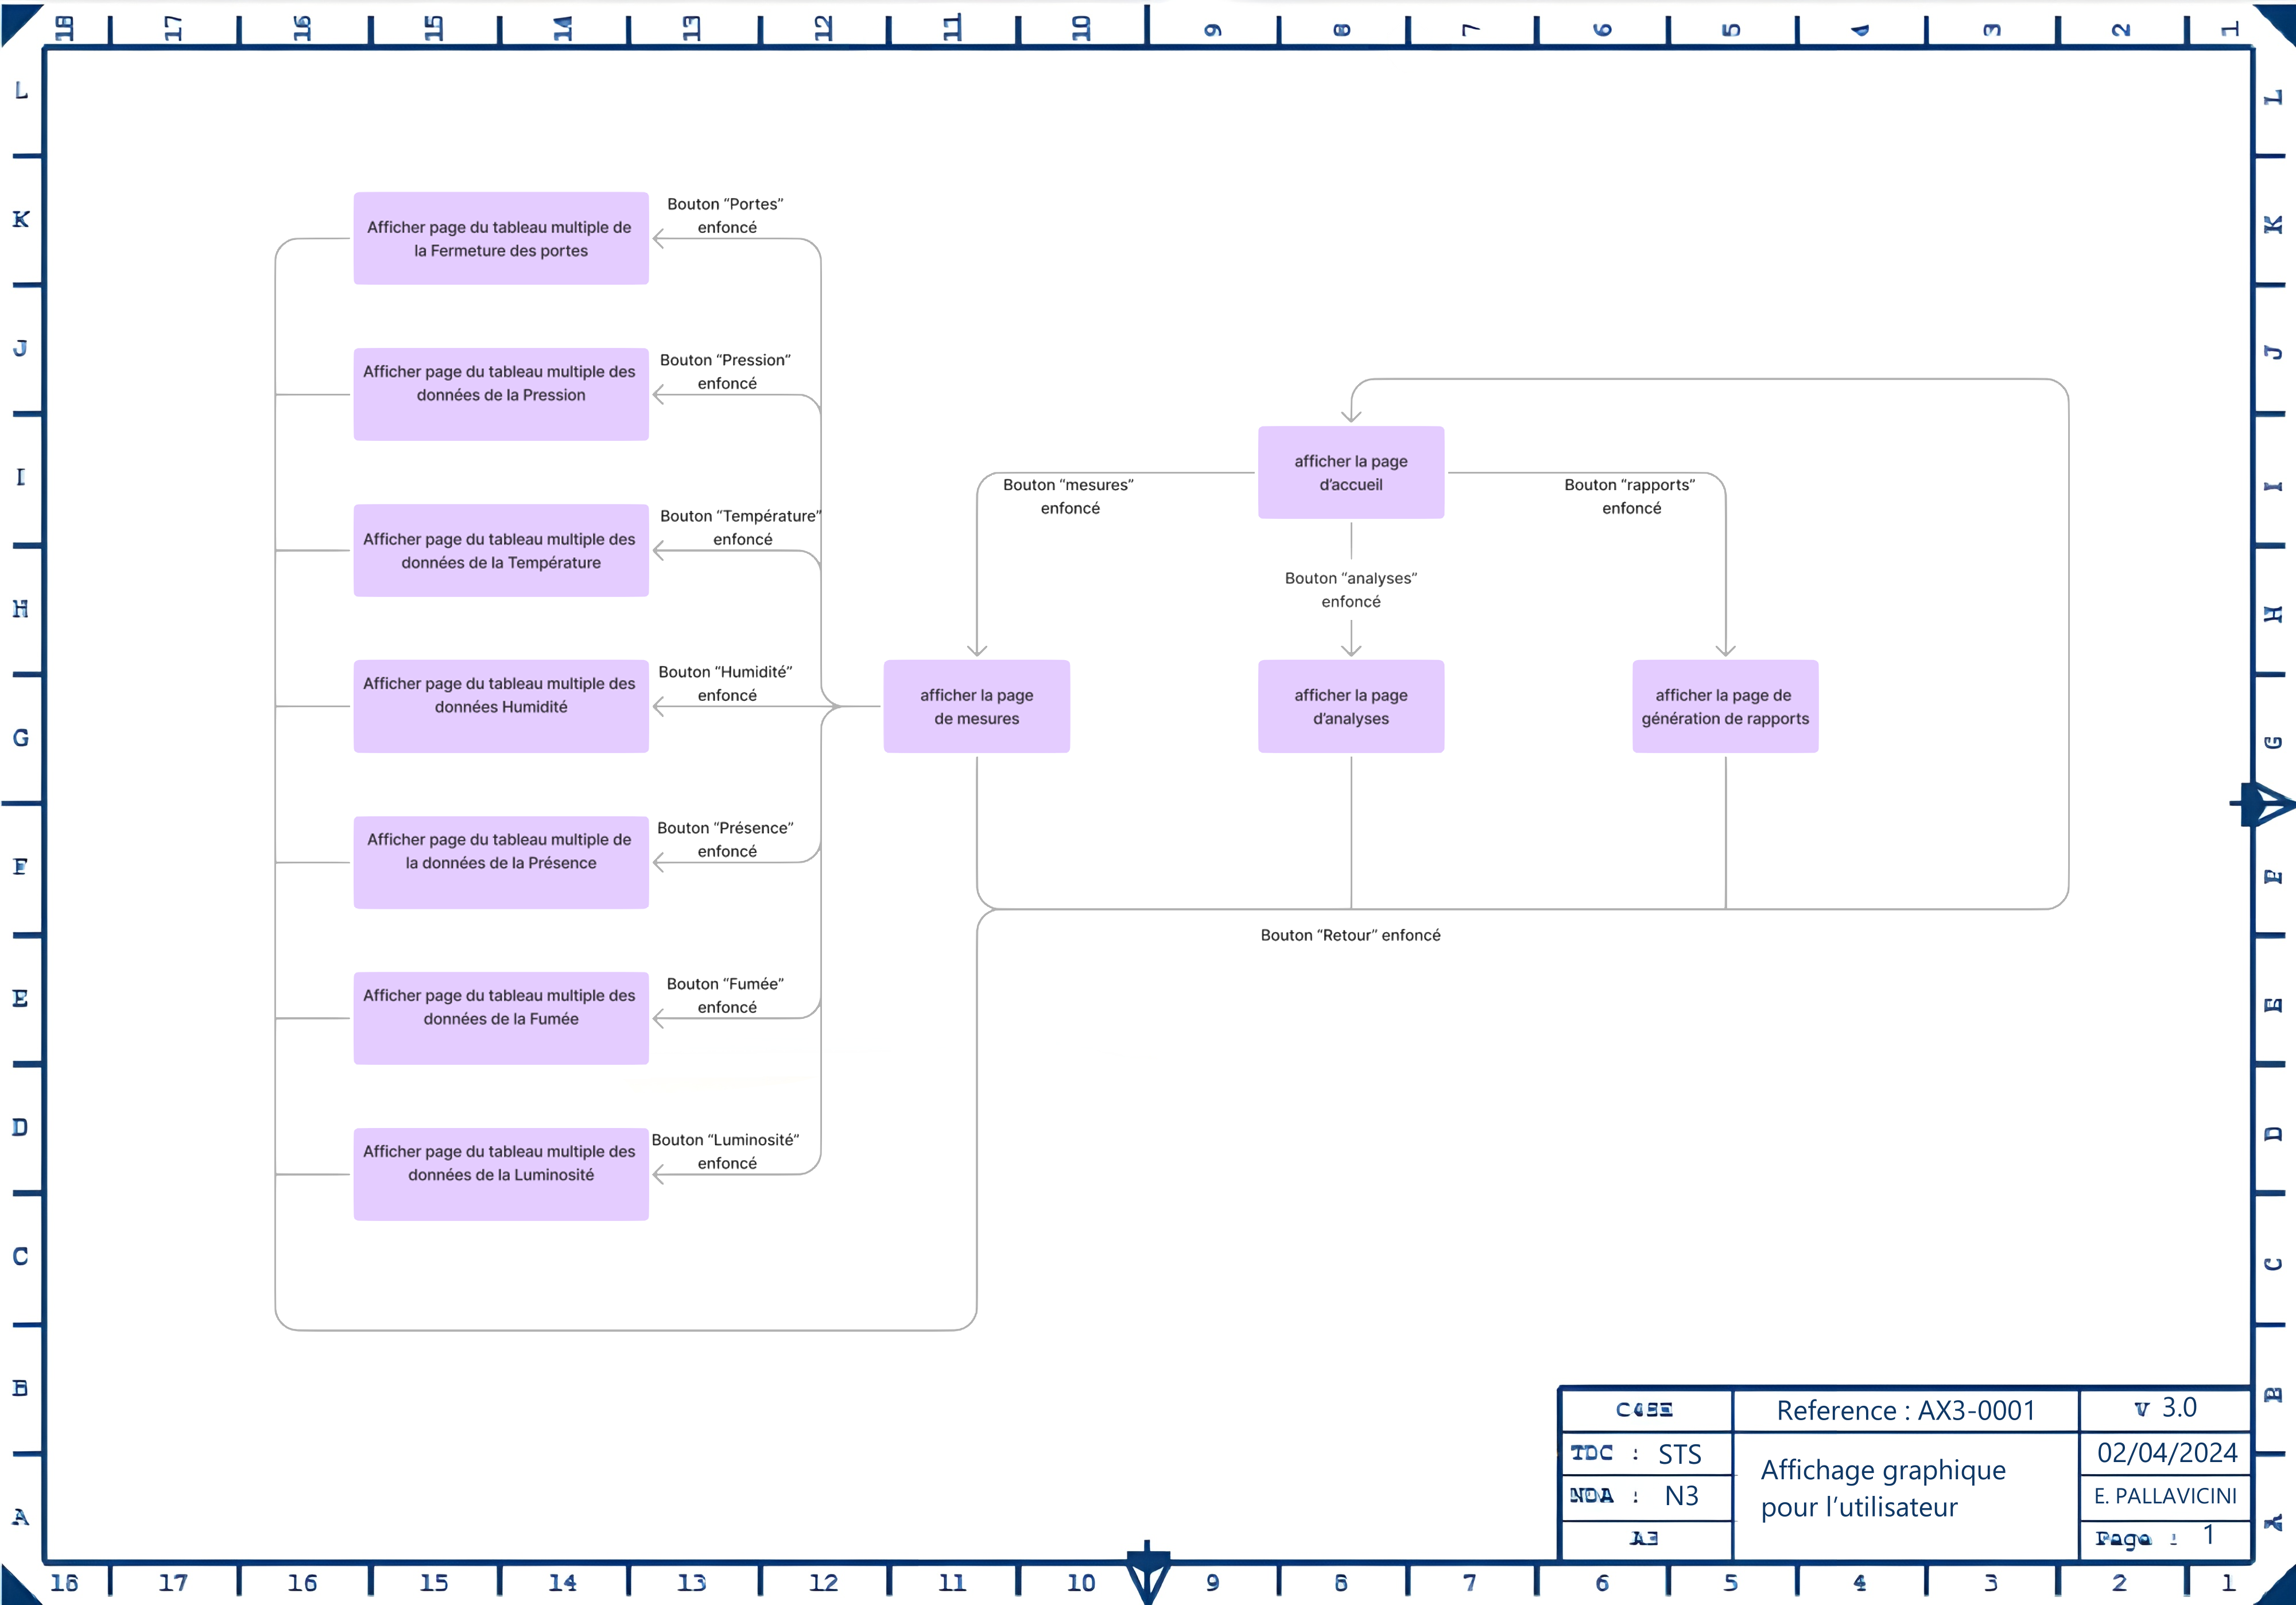 18 17 16 15 14 13 12 11 10 9 8 7 6 5 4 3 2 1
L L
K K
J J
I I
H H
G G
F F
E E
D D
C C
B B
A A
Bouton “Portes”
enfoncé
Afficher page du tableau multiple de
la Fermeture des portes
Bouton “Pression”
enfoncé
Afficher page du tableau multiple des
données de la Pression
Bouton “Température”
enfoncé
Afficher page du tableau multiple des
données de la Température
Bouton “Humidité”
enfoncé
Afficher page du tableau multiple des
données Humidité
Bouton “Présence”
enfoncé
Afficher page du tableau multiple de
la données de la Présence
Bouton “Fumée”
enfoncé
Afficher page du tableau multiple des
données de la Fumée
Bouton “Luminosité”
enfoncé
Afficher page du tableau multiple des
données de la Luminosité
afficher la page
d’accueil
Bouton “mesures”
enfoncé
Bouton “rapports”
enfoncé
Bouton “analyses”
enfoncé
afficher la page
de mesures
afficher la page
d’analyses
afficher la page de
génération de rapports
Bouton “Retour” enfoncé
Reference : AX3-0001
V 3.0
TDC : STS
Affichage graphique
pour l’utilisateur
02/04/2024
NDA : N3
E. PALLAVICINI
A3
Page : 1
18 17 16 15 14 13 12 11 10 9 8 7 6 5 4 3 2 1